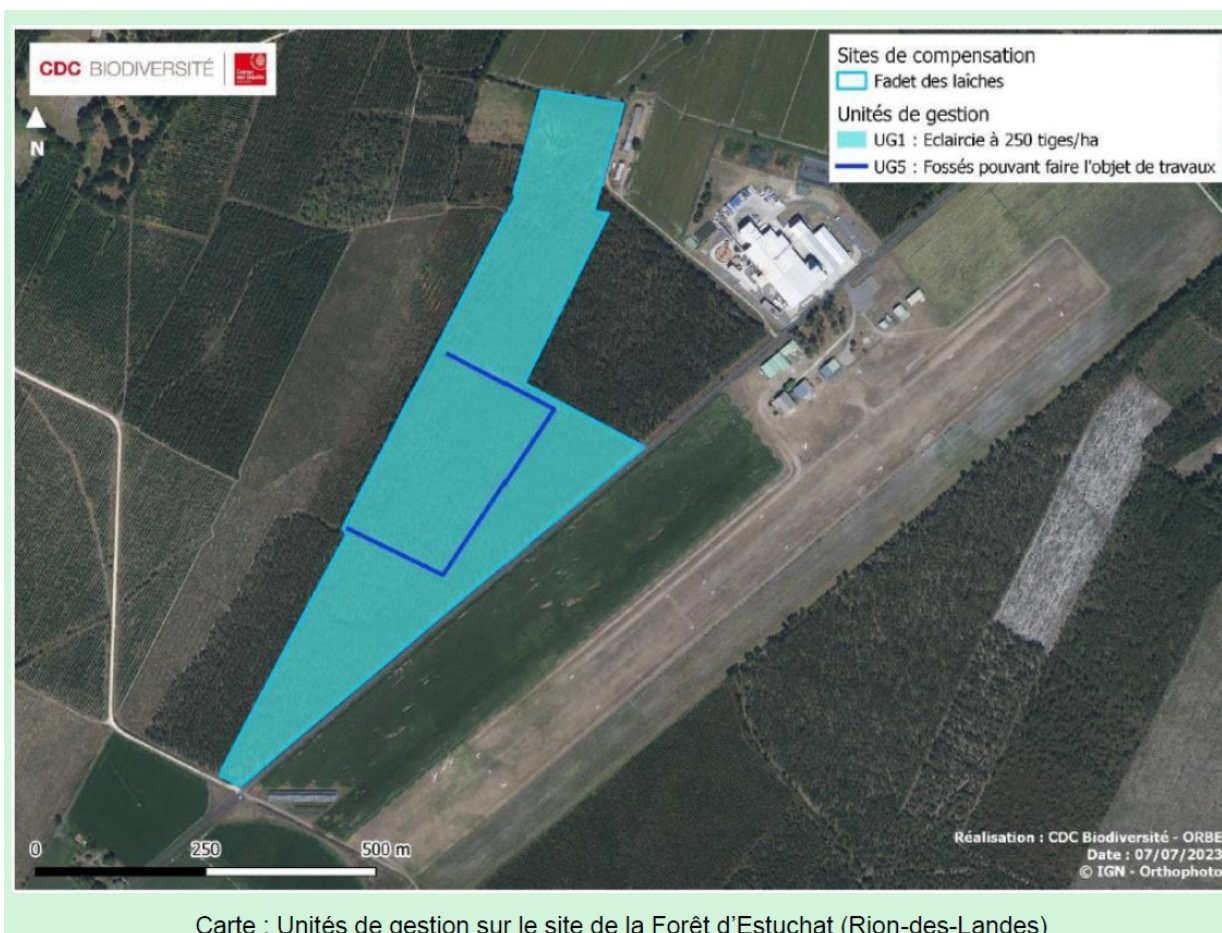 CDC BIODIVERSITÉ
N
Sites de compensation
Fadet des laîches
Unités de gestion
UG1 : Eclaircie à 250 tiges/ha
UG5 : Fossés pouvant faire l'objet de travaux
0 250 500 m
Réalisation : CDC Biodiversité - ORBE
Date : 07/07/2023
© IGN - Orthophoto
Carte : Unités de gestion sur le site de la Forêt d'Estuchat (Rion-des-Landes)